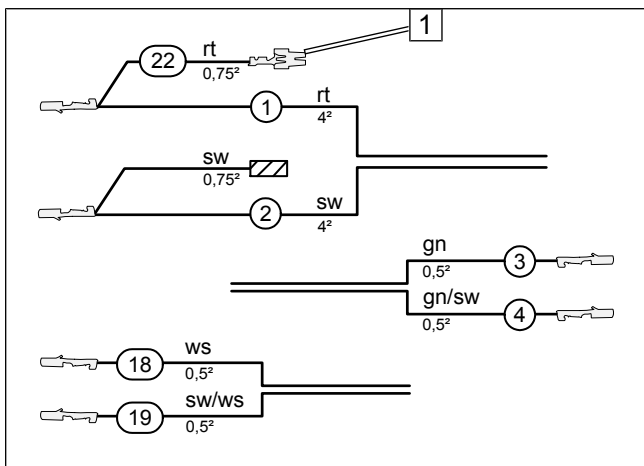 1
22
rt
0,75²
1
rt
4²
sw
0,75²
2
sw
4²
gn
0,5²
3
gn/sw
0,5²
4
18
ws
0,5²
19
sw/ws
0,5²